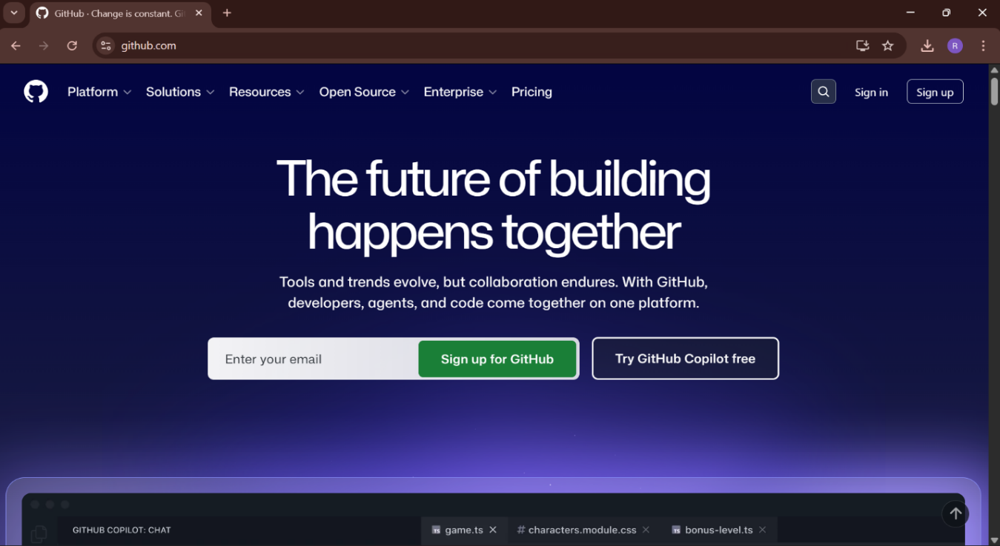 GitHub · Change is constant. Gi
github.com
R
Platform
Solutions
Resources
Open Source
Enterprise
Pricing
Sign in
Sign up
The future of building
happens together
Tools and trends evolve, but collaboration endures. With GitHub,
developers, agents, and code come together on one platform.
Enter your email
Sign up for GitHub
Try GitHub Copilot free
GITHUB COPILOT: CHAT
TS game.ts
# characters.module.css
TS bonus-level.ts